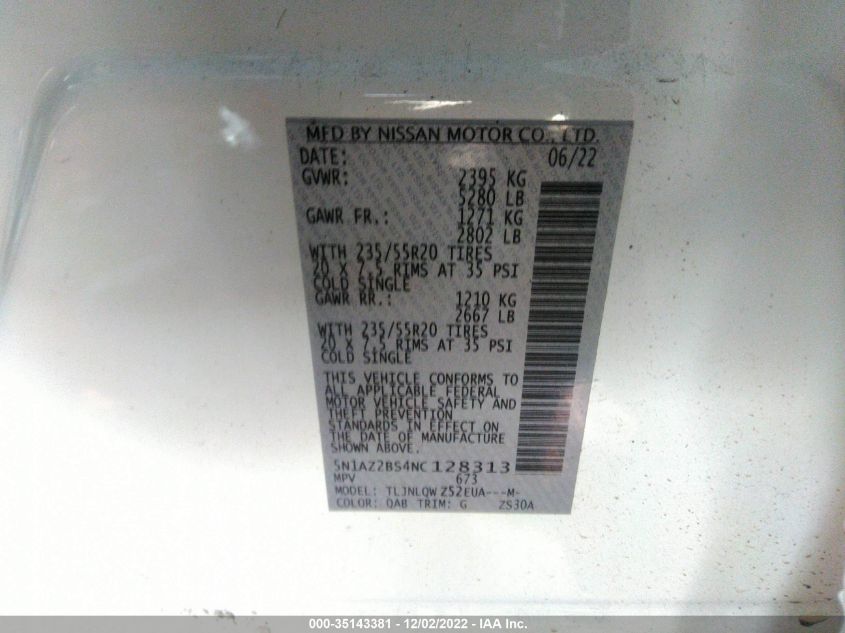 MFD BY NISSAN MOTOR CO., LTD.
DATE: 06/22
GVWR: 2395 KG
5280 LB
GAWR FR.: 1271 KG
2802 LB
WITH 235/55R20 TIRES
20 X 7.5 RIMS AT 35 PSI
COLD SINGLE
GAWR RR.: 1210 KG
2667 LB
WITH 235/55R20 TIRES
20 X 7.5 RIMS AT 35 PSI
COLD SINGLE
THIS VEHICLE CONFORMS TO
ALL APPLICABLE FEDERAL
MOTOR VEHICLE SAFETY AND
THEFT PREVENTION
STANDARDS IN EFFECT ON
THE DATE OF MANUFACTURE
SHOWN ABOVE.
5N1AZ2BS4NC128313
MPV 673
MODEL: TLJNLQW Z52EUA---M-
COLOR: QAB TRIM: G ZS30A
000-35143381 - 12/02/2022 - IAA Inc.